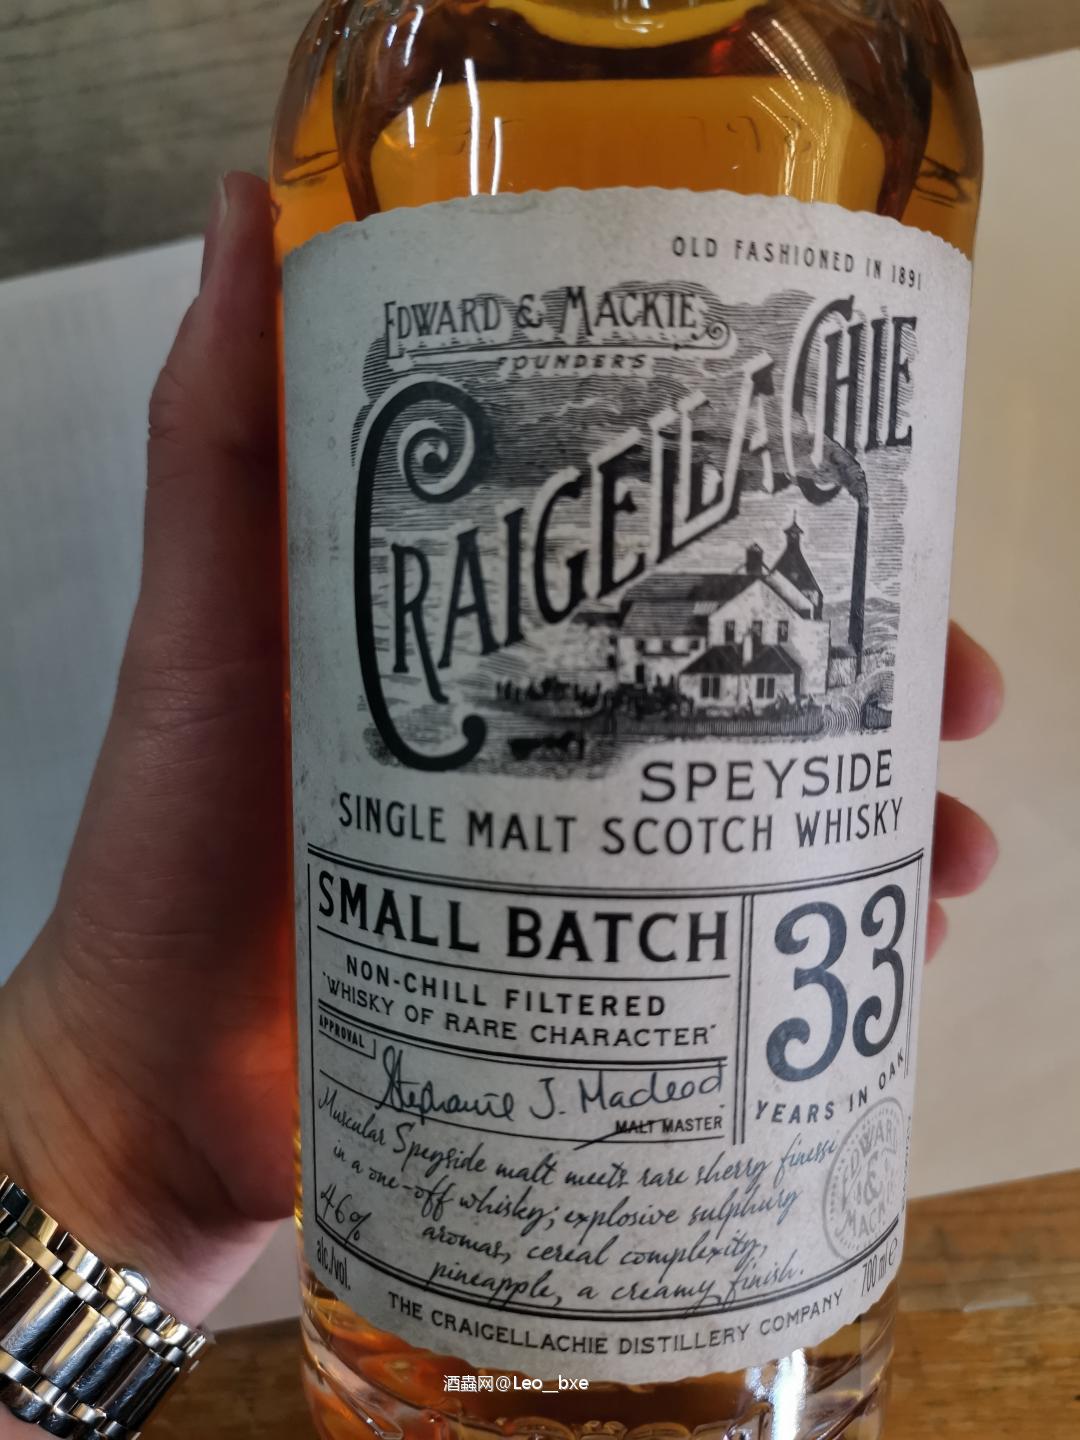 OLD FASHIONED IN 1891
EDWARD & MACKIE
FOUNDERS
CRAIGELLACHIE
SPEYSIDE
SINGLE MALT SCOTCH WHISKY
SMALL BATCH
NON-CHILL FILTERED
"WHISKY OF RARE CHARACTER"
APPROVAL
Stephanie J. Macleod
MALT MASTER
33
YEARS IN OAK
Muscular Speyside malt meets rare sherry finesse
in a one-off whisky; explosive sulphury
aromas, cereal complexity,
pineapple, a creamy finish.
46%
alc./vol.
EDWARD
&
MACKIE
700 ml e
THE CRAIGELLACHIE DISTILLERY COMPANY
酒蟲网@Leo__bxe